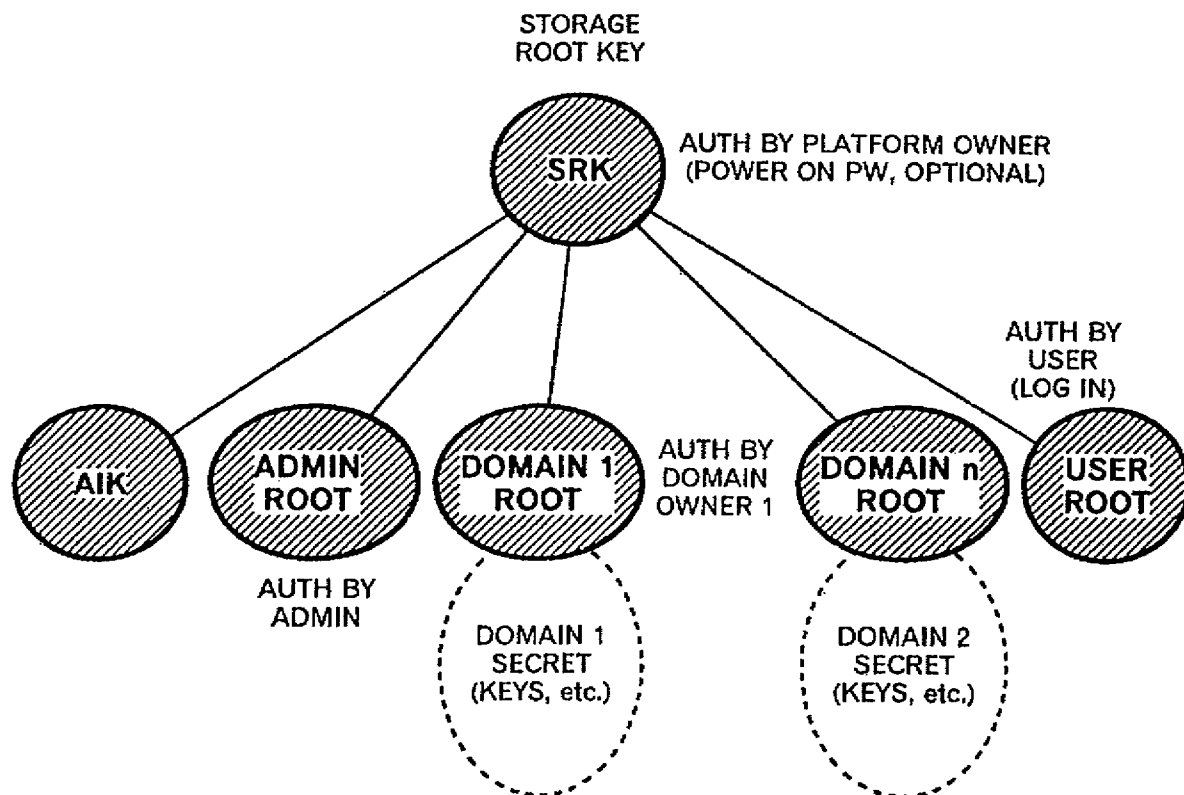 STORAGE
ROOT KEY
SRK
AUTH BY PLATFORM OWNER
(POWER ON PW, OPTIONAL)
AUTH BY
USER
(LOG IN)
AIK
ADMIN
ROOT
DOMAIN 1
ROOT
AUTH BY
DOMAIN
OWNER 1
DOMAIN n
ROOT
USER
ROOT
AUTH BY
ADMIN
DOMAIN 1
SECRET
(KEYS, etc.)
DOMAIN 2
SECRET
(KEYS, etc.)